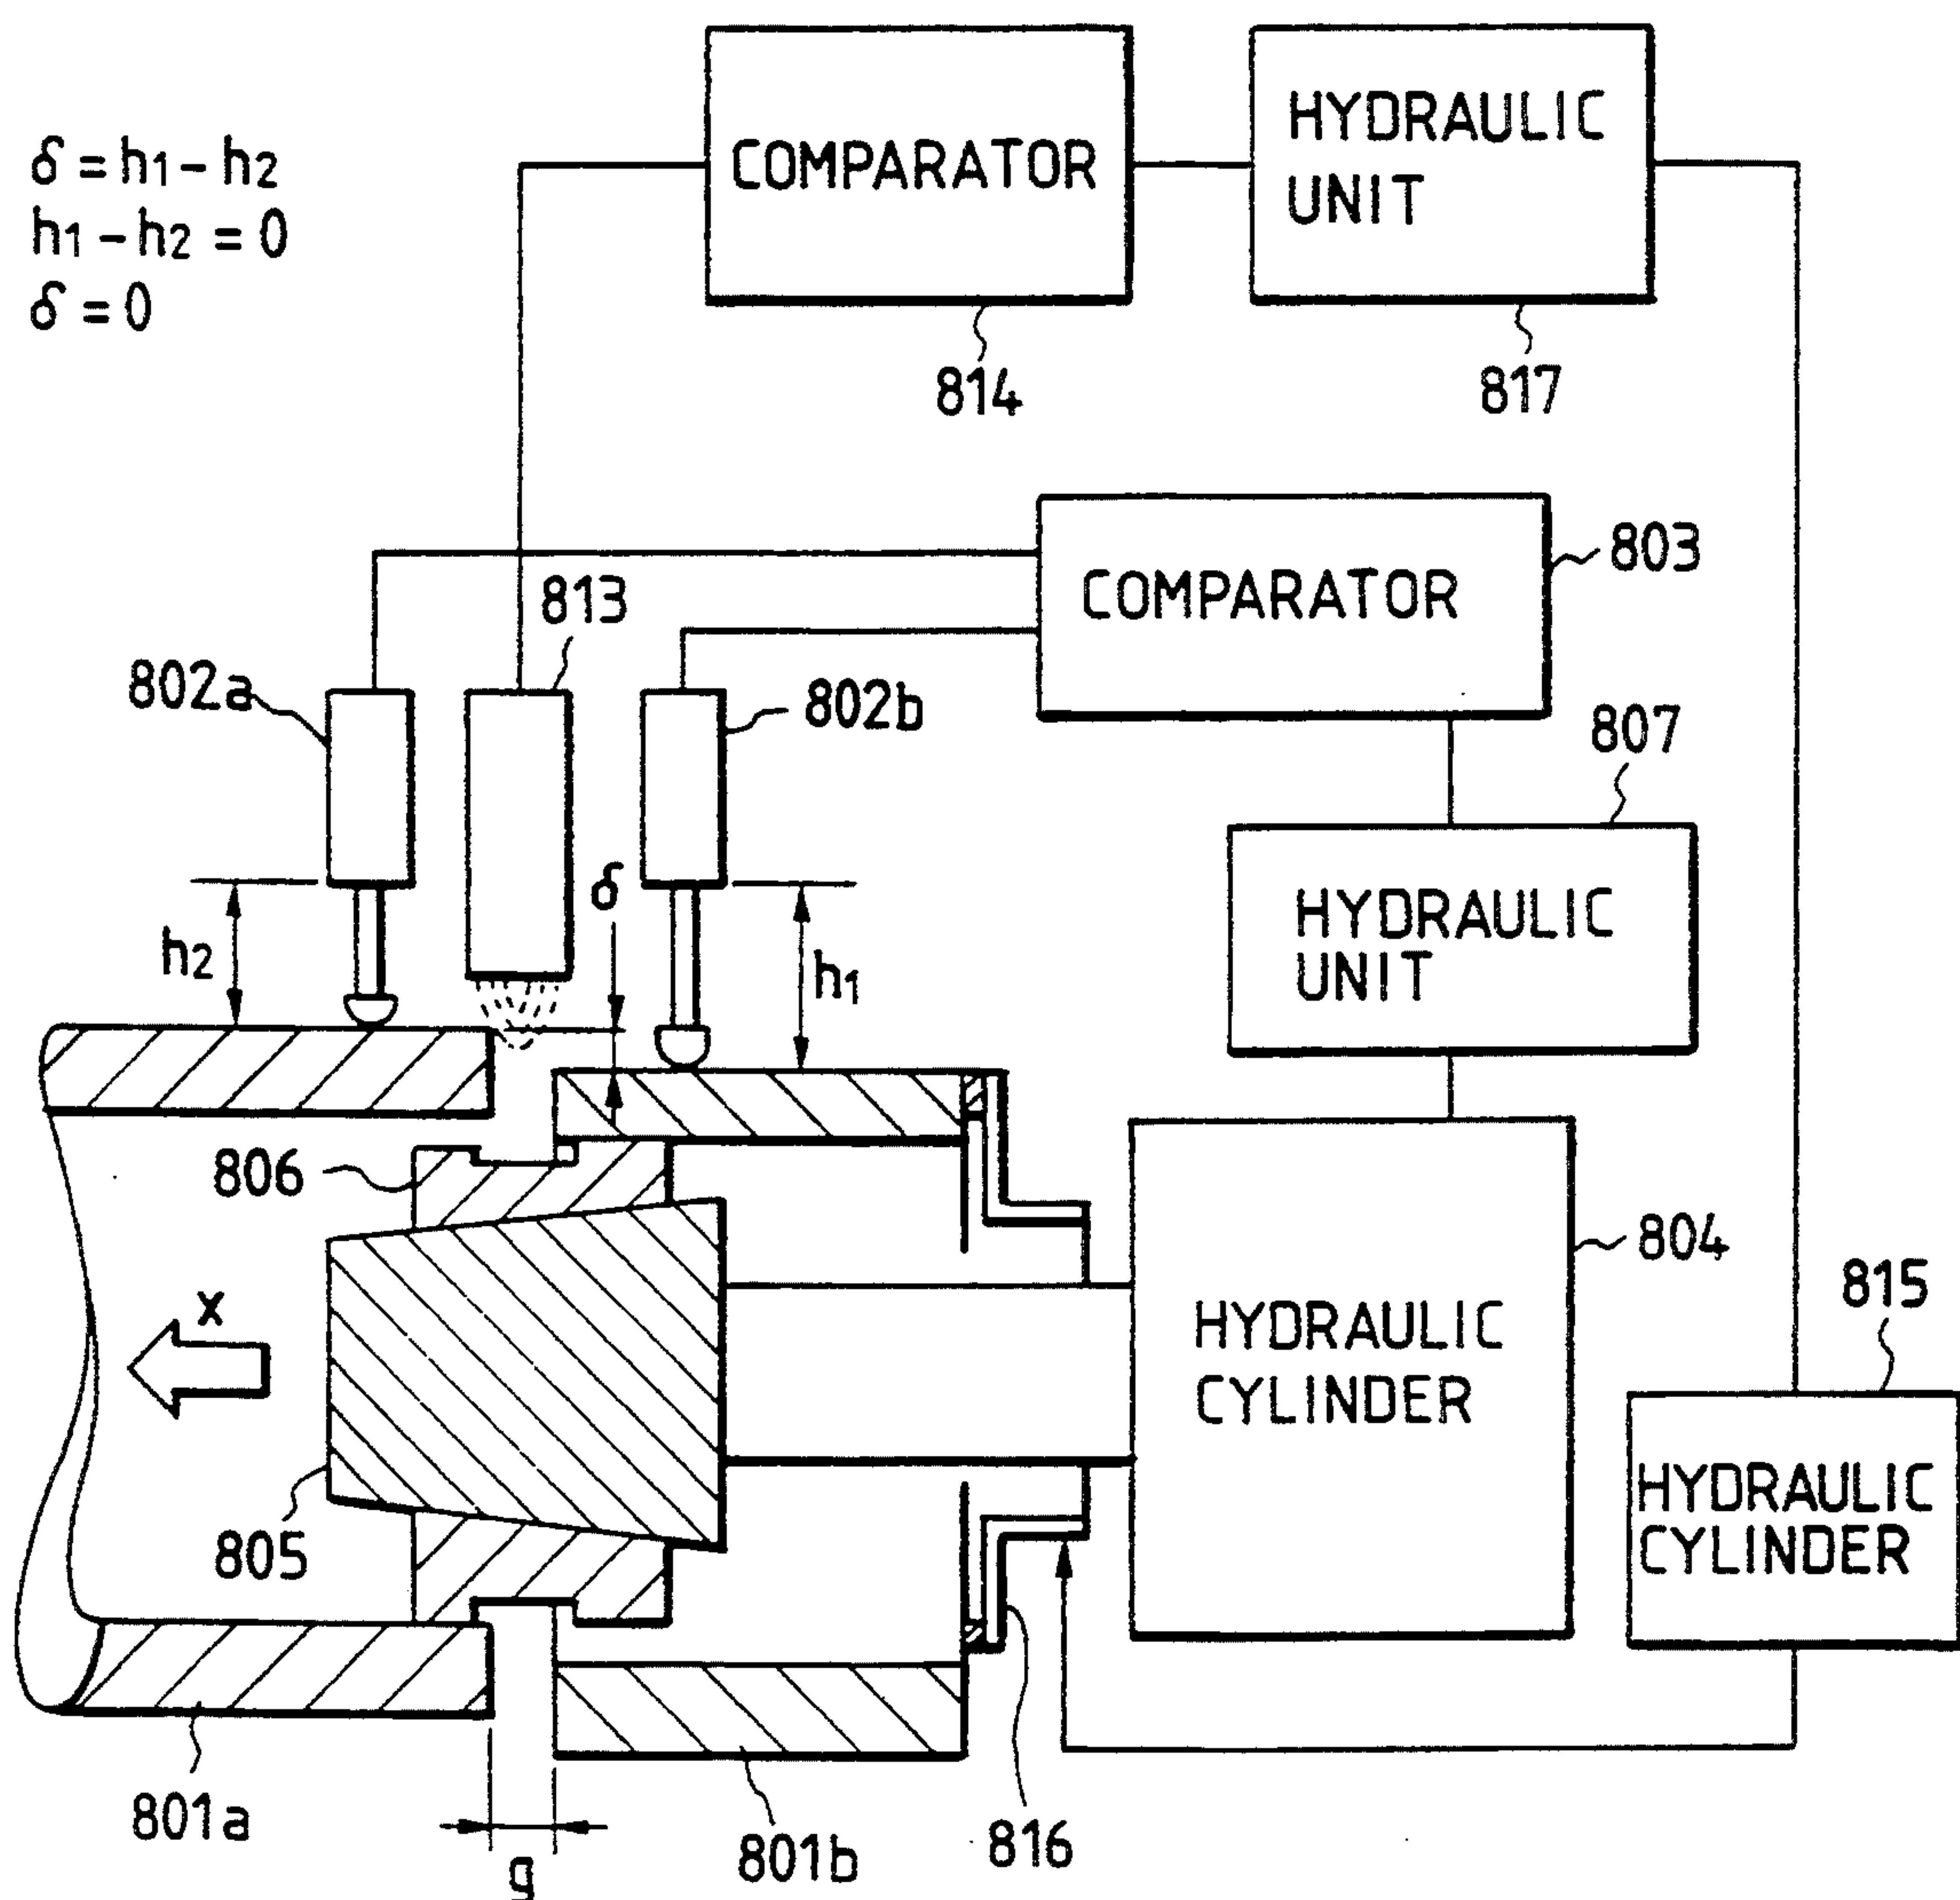 δ = h1 - h2
h1 - h2 = 0
δ = 0
COMPARATOR
HYDRAULIC
UNIT
814
817
803
COMPARATOR
813
802a
802b
807
δ
h2
h1
HYDRAULIC
UNIT
806
804
x
HYDRAULIC
CYLINDER
815
805
HYDRAULIC
CYLINDER
801a
g
801b
816